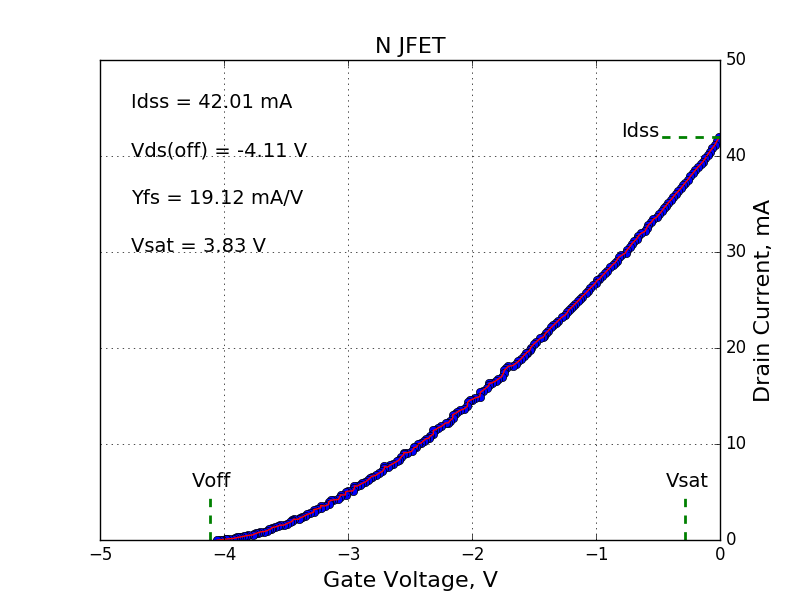 N JFET
Idss = 42.01 mA
Vds(off) = -4.11 V
Yfs = 19.12 mA/V
Vsat = 3.83 V
Idss
Voff
Vsat
50
40
30
20
10
0
Drain Current, mA
−5 −4 −3 −2 −1 0
Gate Voltage, V